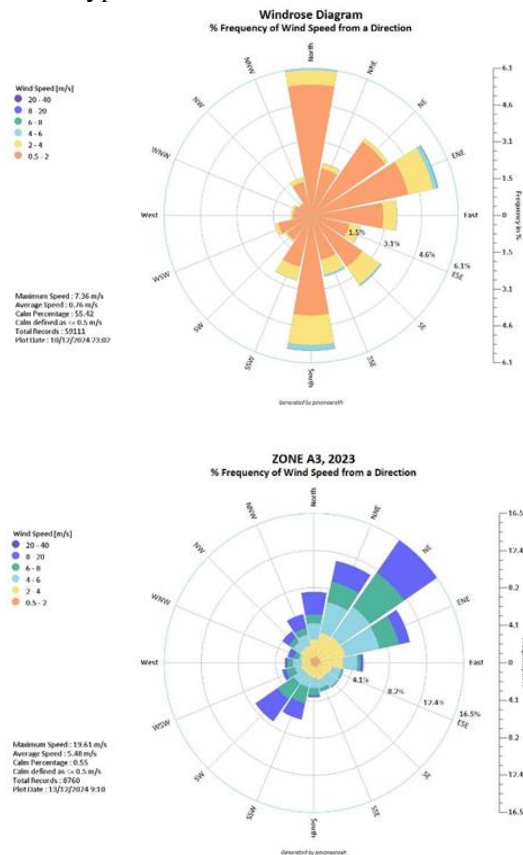 Windrose Diagram
% Frequency of Wind Speed from a Direction
North
NNE
NE
ENE
East
ESE
SE
SSE
South
SSW
SW
WSW
West
WNW
NW
NNW
Wind Speed [m/s]
20 - 40
8 - 20
6 - 8
4 - 6
2 - 4
0.5 - 2
1.5%
3.1%
4.6%
6.1%
6.1
4.6
3.1
1.5
0
1.5
3.1
4.6
6.1
Frequency in %
Maximum Speed : 7.36 m/s
Average Speed : 0.76 m/s
Calm Percentage : 55.42
Calm defined as <= 0.5 m/s
Total Records : 59111
Plot Date : 10/12/2024 23:02
Generated by
ZONE A3, 2023
% Frequency of Wind Speed from a Direction
North
NNE
NE
ENE
East
ESE
SE
SSE
South
SSW
SW
WSW
West
WNW
NW
NNW
Wind Speed [m/s]
20 - 40
8 - 20
6 - 8
4 - 6
2 - 4
0.5 - 2
4.1%
8.2%
12.4%
16.5%
16.5
12.4
8.2
4.1
0
4.1
8.2
12.4
16.5
Maximum Speed : 19.61 m/s
Average Speed : 5.48 m/s
Calm Percentage : 0.55
Calm defined as <= 0.5 m/s
Total Records : 8760
Plot Date : 13/12/2024 9:10
Generated by